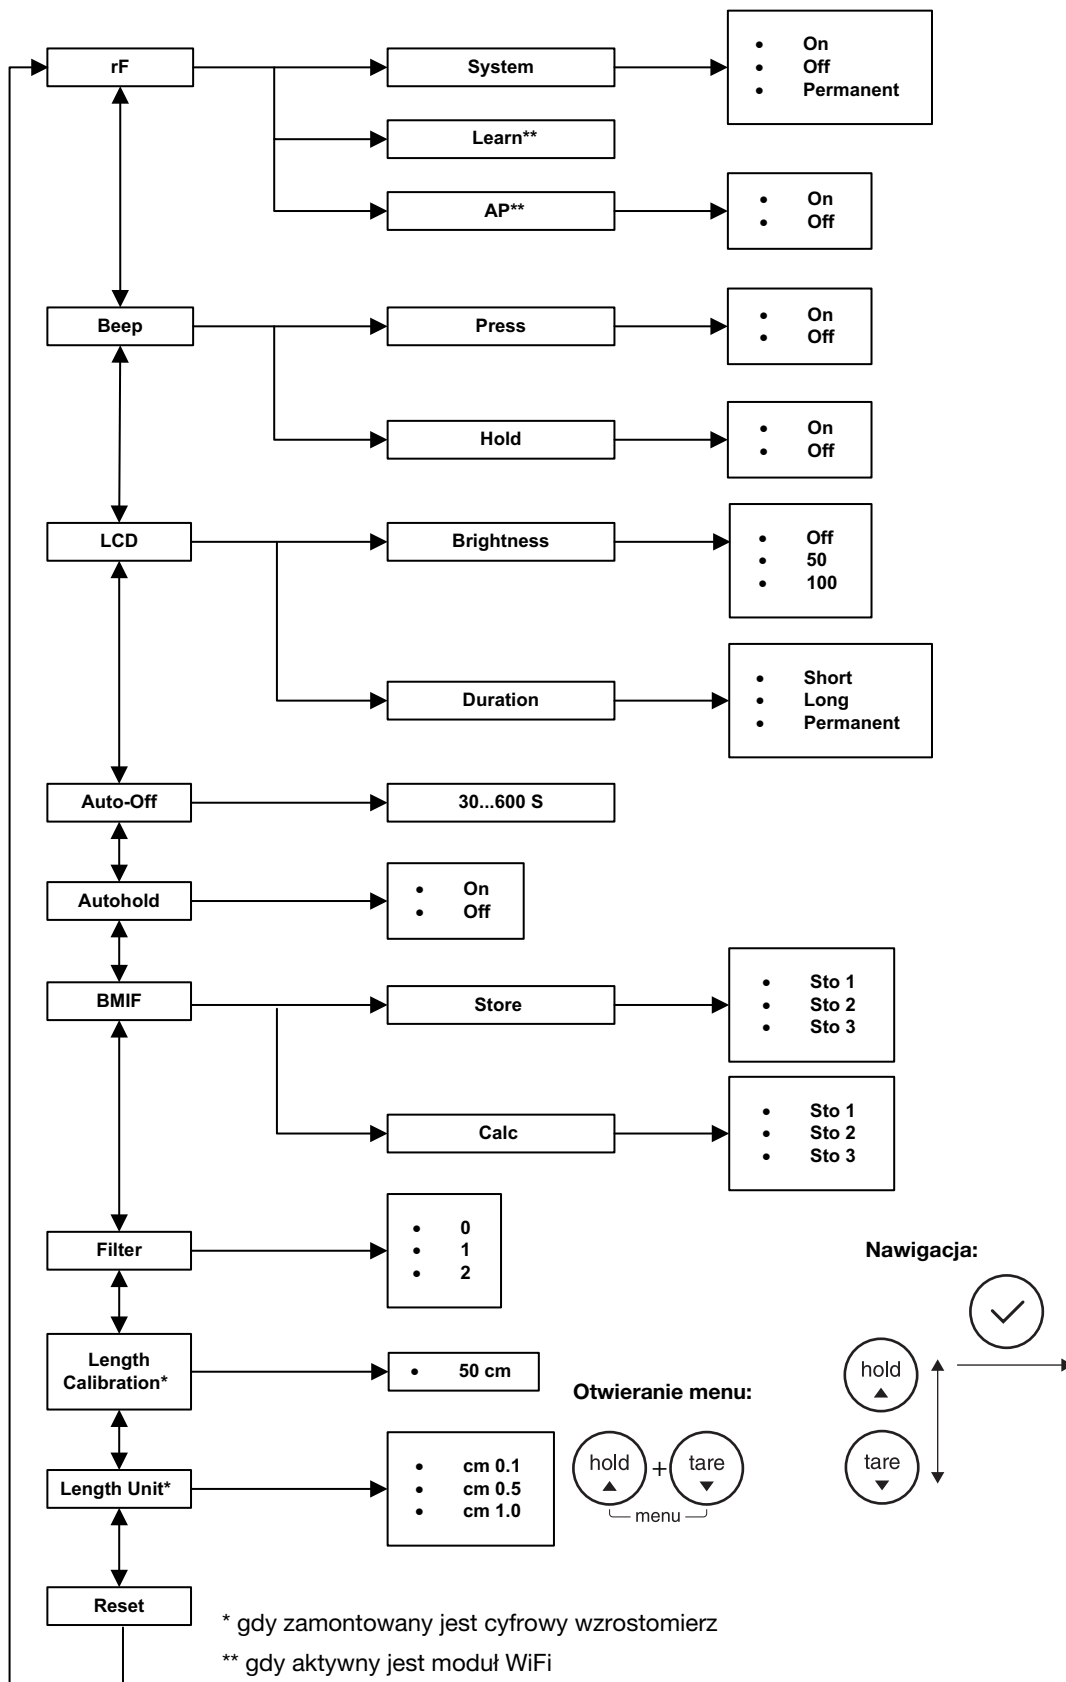 rF
System
• On
• Off
• Permanent
Learn**
AP**
• On
• Off
Beep
Press
• On
• Off
Hold
• On
• Off
LCD
Brightness
• Off
• 50
• 100
Duration
• Short
• Long
• Permanent
Auto-Off
30...600 S
Autohold
• On
• Off
BMIF
Store
• Sto 1
• Sto 2
• Sto 3
Calc
• Sto 1
• Sto 2
• Sto 3
Filter
• 0
• 1
• 2
Length
Calibration*
• 50 cm
Length Unit*
• cm 0.1
• cm 0.5
• cm 1.0
Reset
Otwieranie menu:
hold + tare
menu
Nawigacja:
hold
tare
* gdy zamontowany jest cyfrowy wzrostomierz
** gdy aktywny jest moduł WiFi